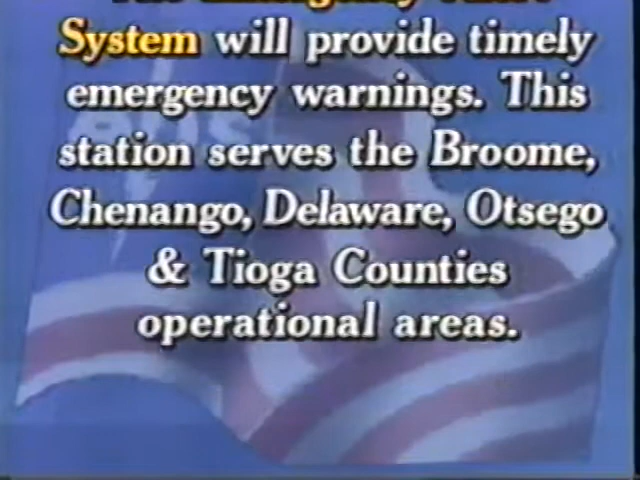 System will provide timely
emergency warnings. This
station serves the Broome,
Chenango, Delaware, Otsego
& Tioga Counties
operational areas.